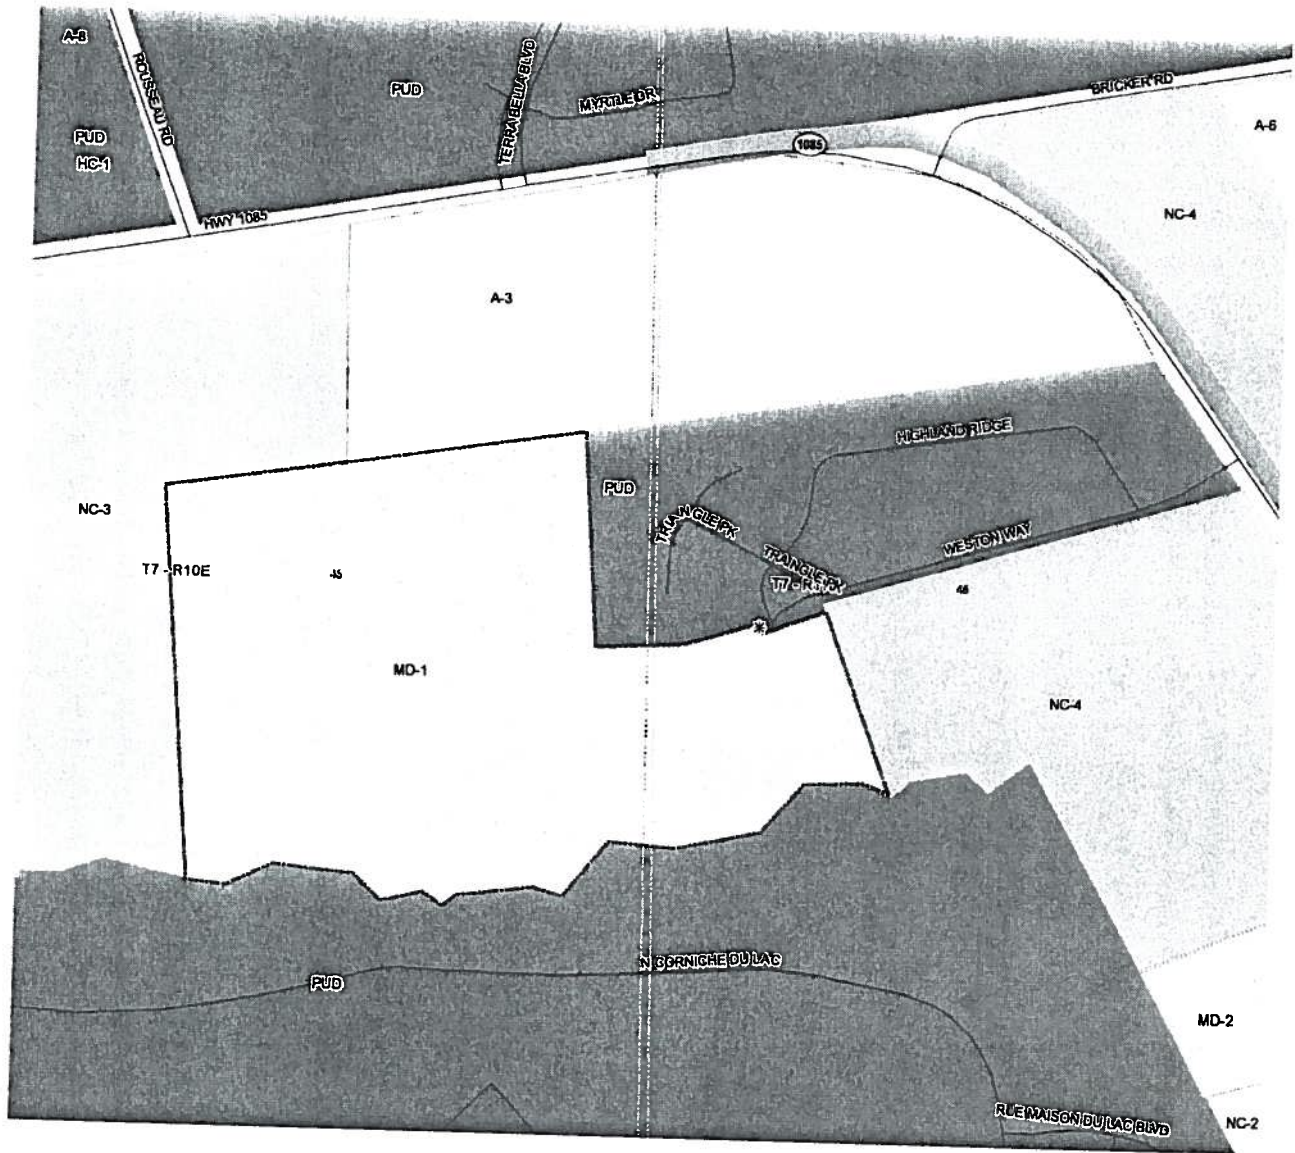 A-8
ROUSSEAU RD
PUD
TERRA BELLA BLVD
MYRTLE DR
BRICKER RD
A-6
PUD
HC-1
1085
HWY 1085
NC-4
A-3
HIGHLAND RIDGE
NC-3
PUD
TRIANGLE PK
WESTON WAY
TRIANGLE PK
T7 - R10E
45
T7 -
46
MD-1
NC-4
N CORNICHE DU LAC
PUD
MD-2
RUE MAISON DU LAC BLVD
NC-2